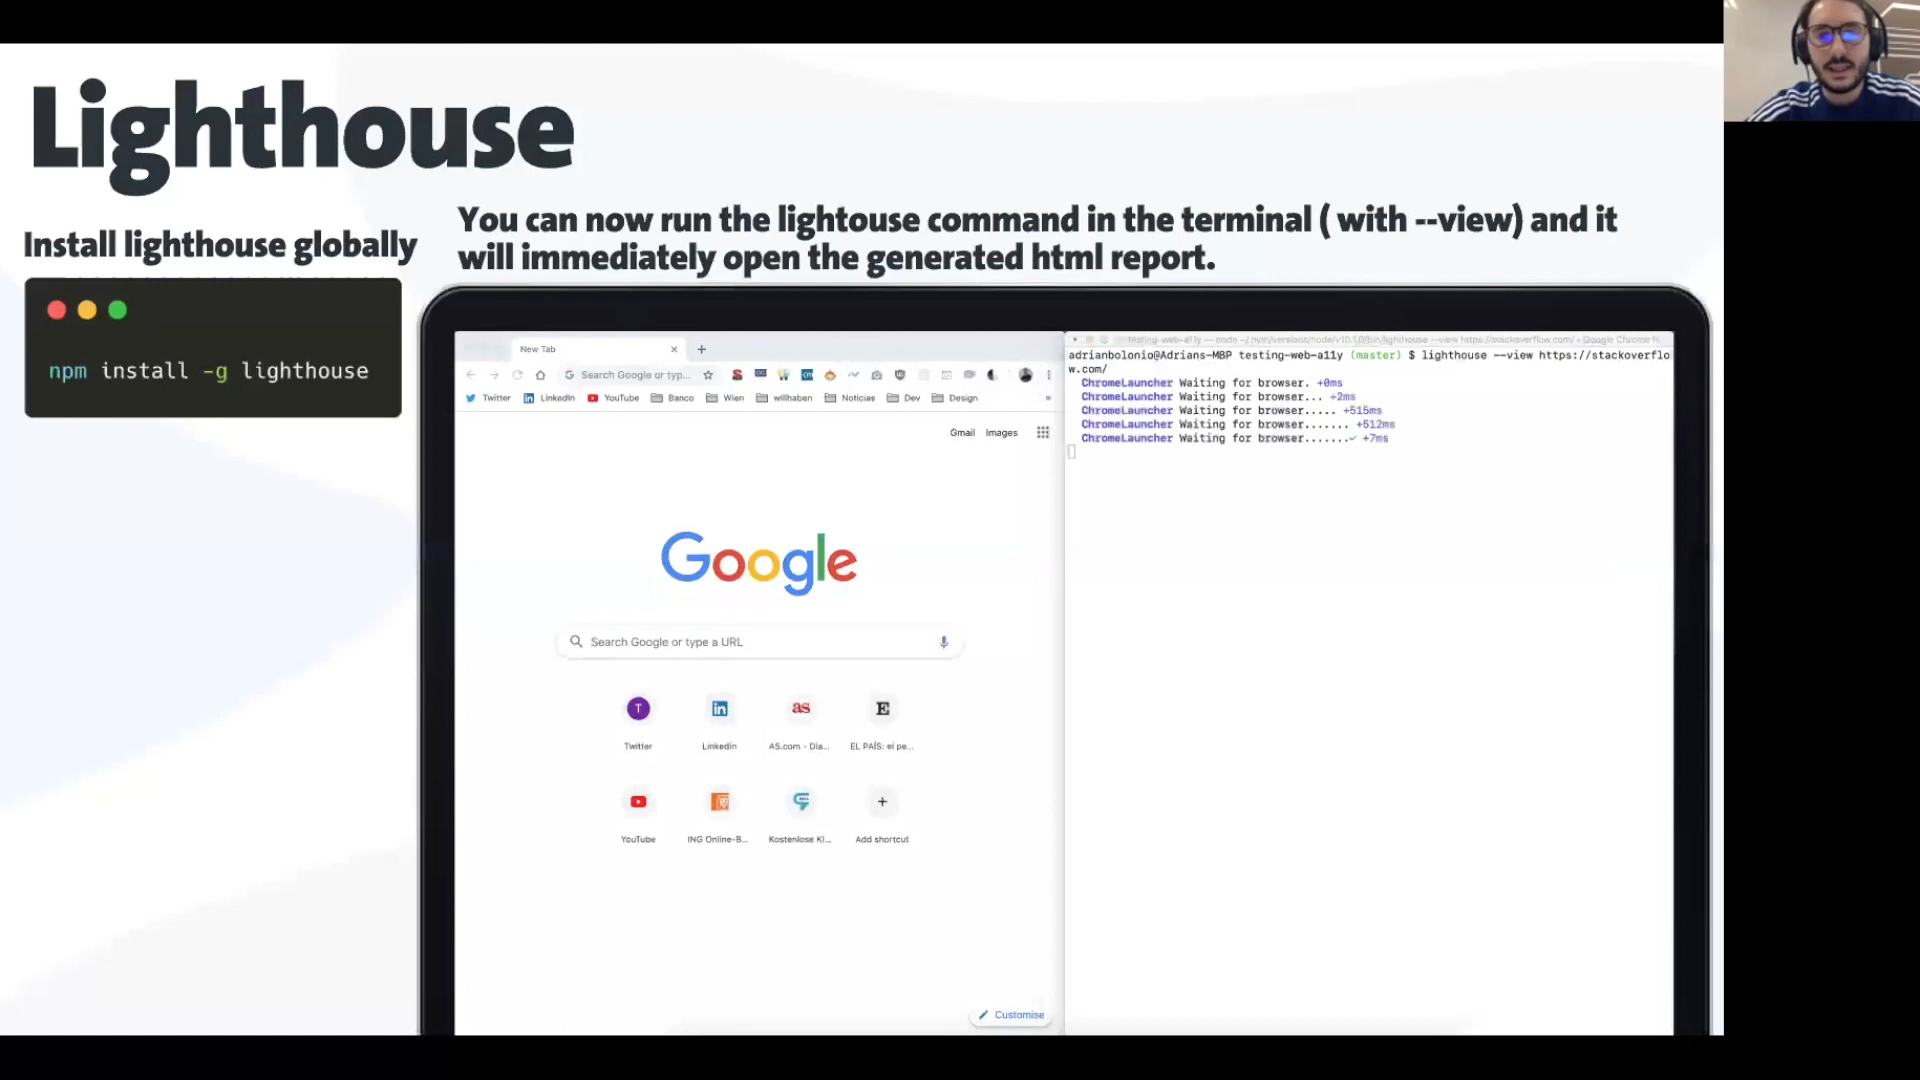 Lighthouse
Install lighthouse globally
npm install -g lighthouse
You can now run the lightouse command in the terminal ( with --view) and it
will immediately open the generated html report.
New Tab
Search Google or typ...
Twitter
LinkedIn
YouTube
Banco
Wien
willhaben
Noticias
Dev
Design
Gmail
Images
Google
Search Google or type a URL
Twitter
LinkedIn
AS.com - Dia...
EL PAÍS: el pe...
YouTube
ING Online-B...
Kostenlose Kl...
Add shortcut
Customise
adrianbolonio@Adrians-MBP testing-web-a11y (master) $ lighthouse --view https://stackoverflo
w.com/
ChromeLauncher Waiting for browser. +0ms
ChromeLauncher Waiting for browser... +2ms
ChromeLauncher Waiting for browser..... +515ms
ChromeLauncher Waiting for browser....... +512ms
ChromeLauncher Waiting for browser.......✓ +7ms